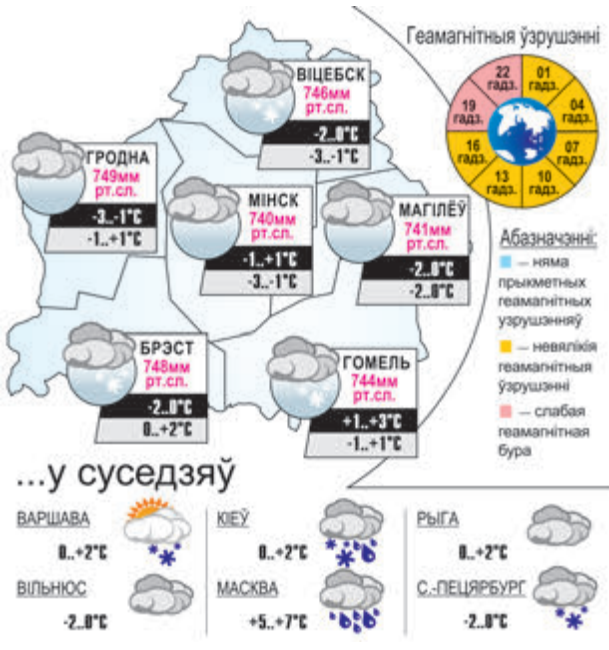 Геамагнітныя ўзрушэнні
22 гадз.
01 гадз.
19 гадз.
04 гадз.
16 гадз.
07 гадз.
13 гадз.
10 гадз.
ВІЦЕБСК
746мм
рт.сл.
-2..0°C
-3..-1°C
ГРОДНА
749мм
рт.сл.
-3..-1°C
-1..+1°C
МІНСК
740мм
рт.сл.
-1..+1°C
-3..-1°C
МАГІЛЁЎ
741мм
рт.сл.
-2..0°C
-2..0°C
БРЭСТ
748мм
рт.сл.
-2..0°C
0..+2°C
ГОМЕЛЬ
744мм
рт.сл.
+1..+3°C
-1..+1°C
Абазначэнні:
— няма
прыкметных
геамагнітных
узрушэнняў
— невялікія
геамагнітныя
ўзрушэнні
— слабая
геамагнітная
бура
...у суседзяў
ВАРШАВА
0..+2°C
КІЕЎ
0..+2°C
РЫГА
0..+2°C
ВІЛЬНЮС
-2..0°C
МАСКВА
+5..+7°C
С.-ПЕЦЯРБУРГ
-2..0°C